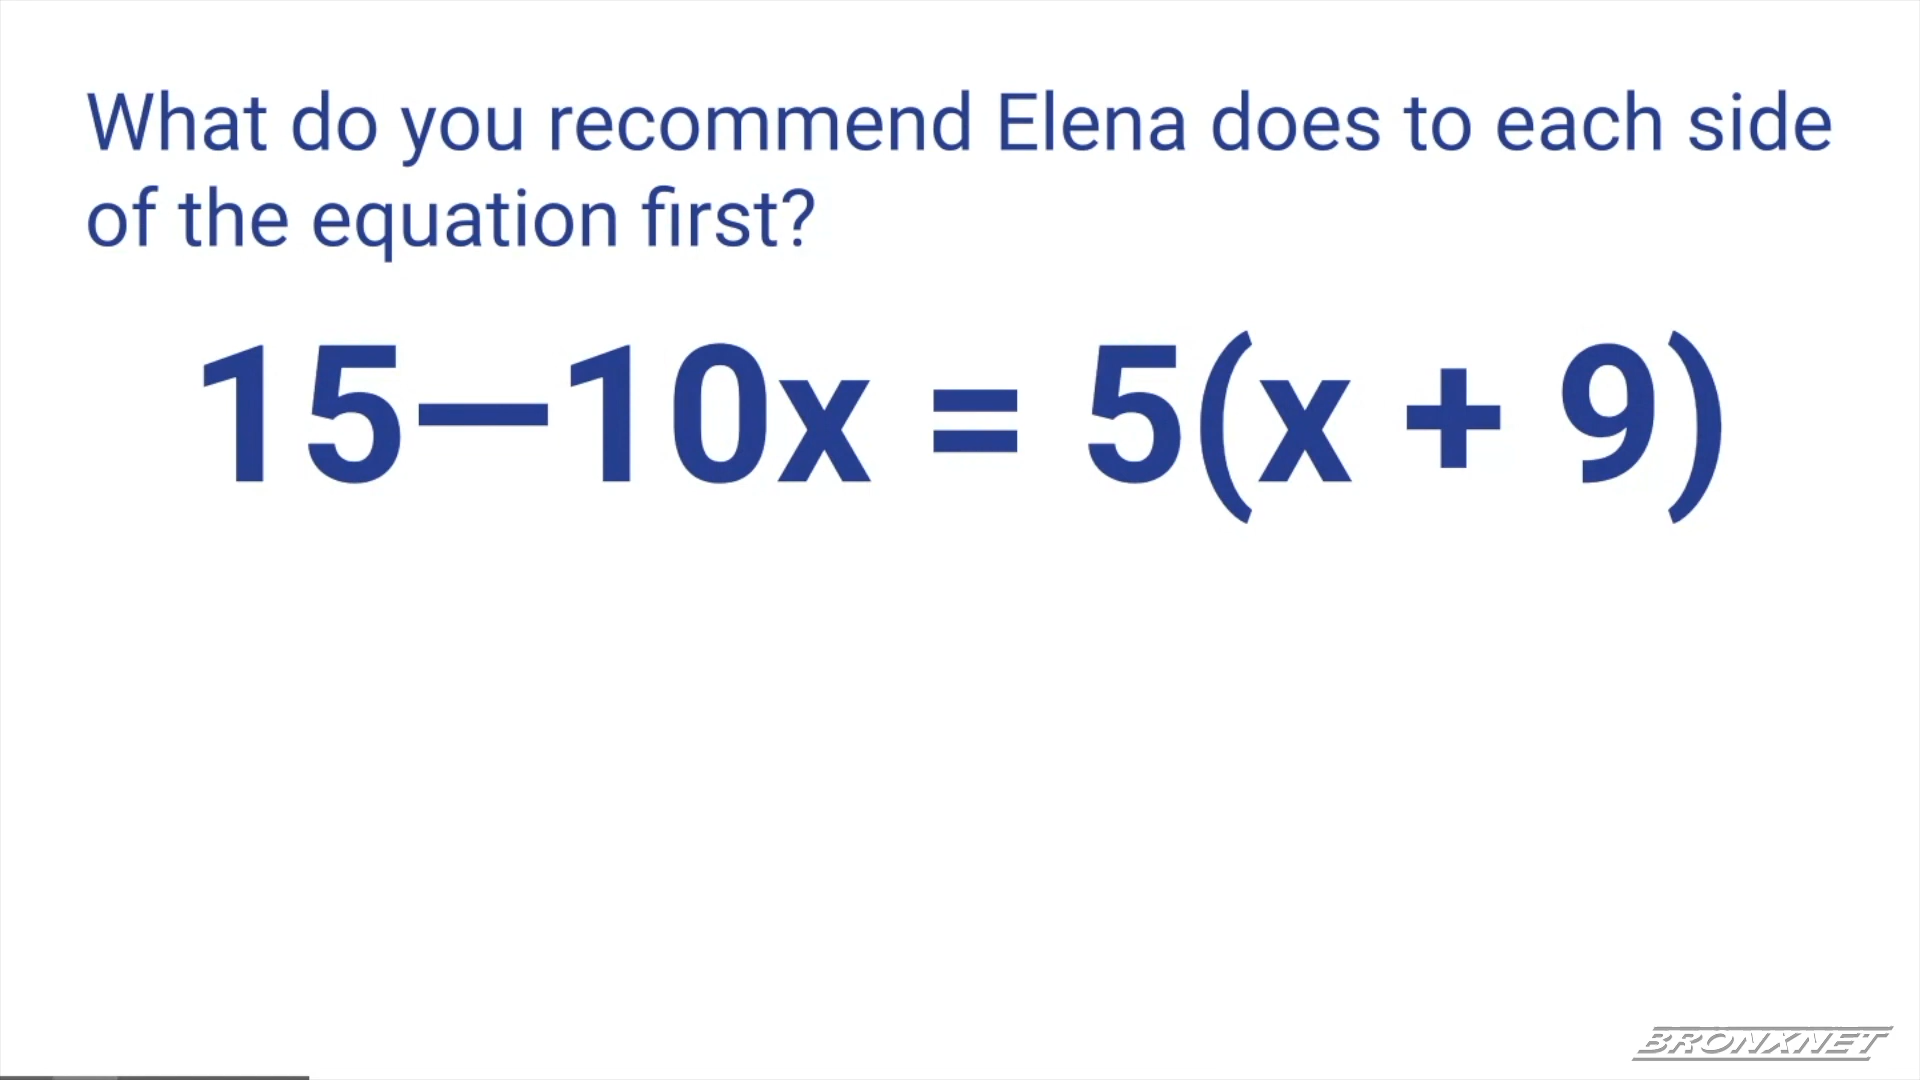 What do you recommend Elena does to each side
of the equation first?
15—10x = 5(x + 9)
BRONXNET